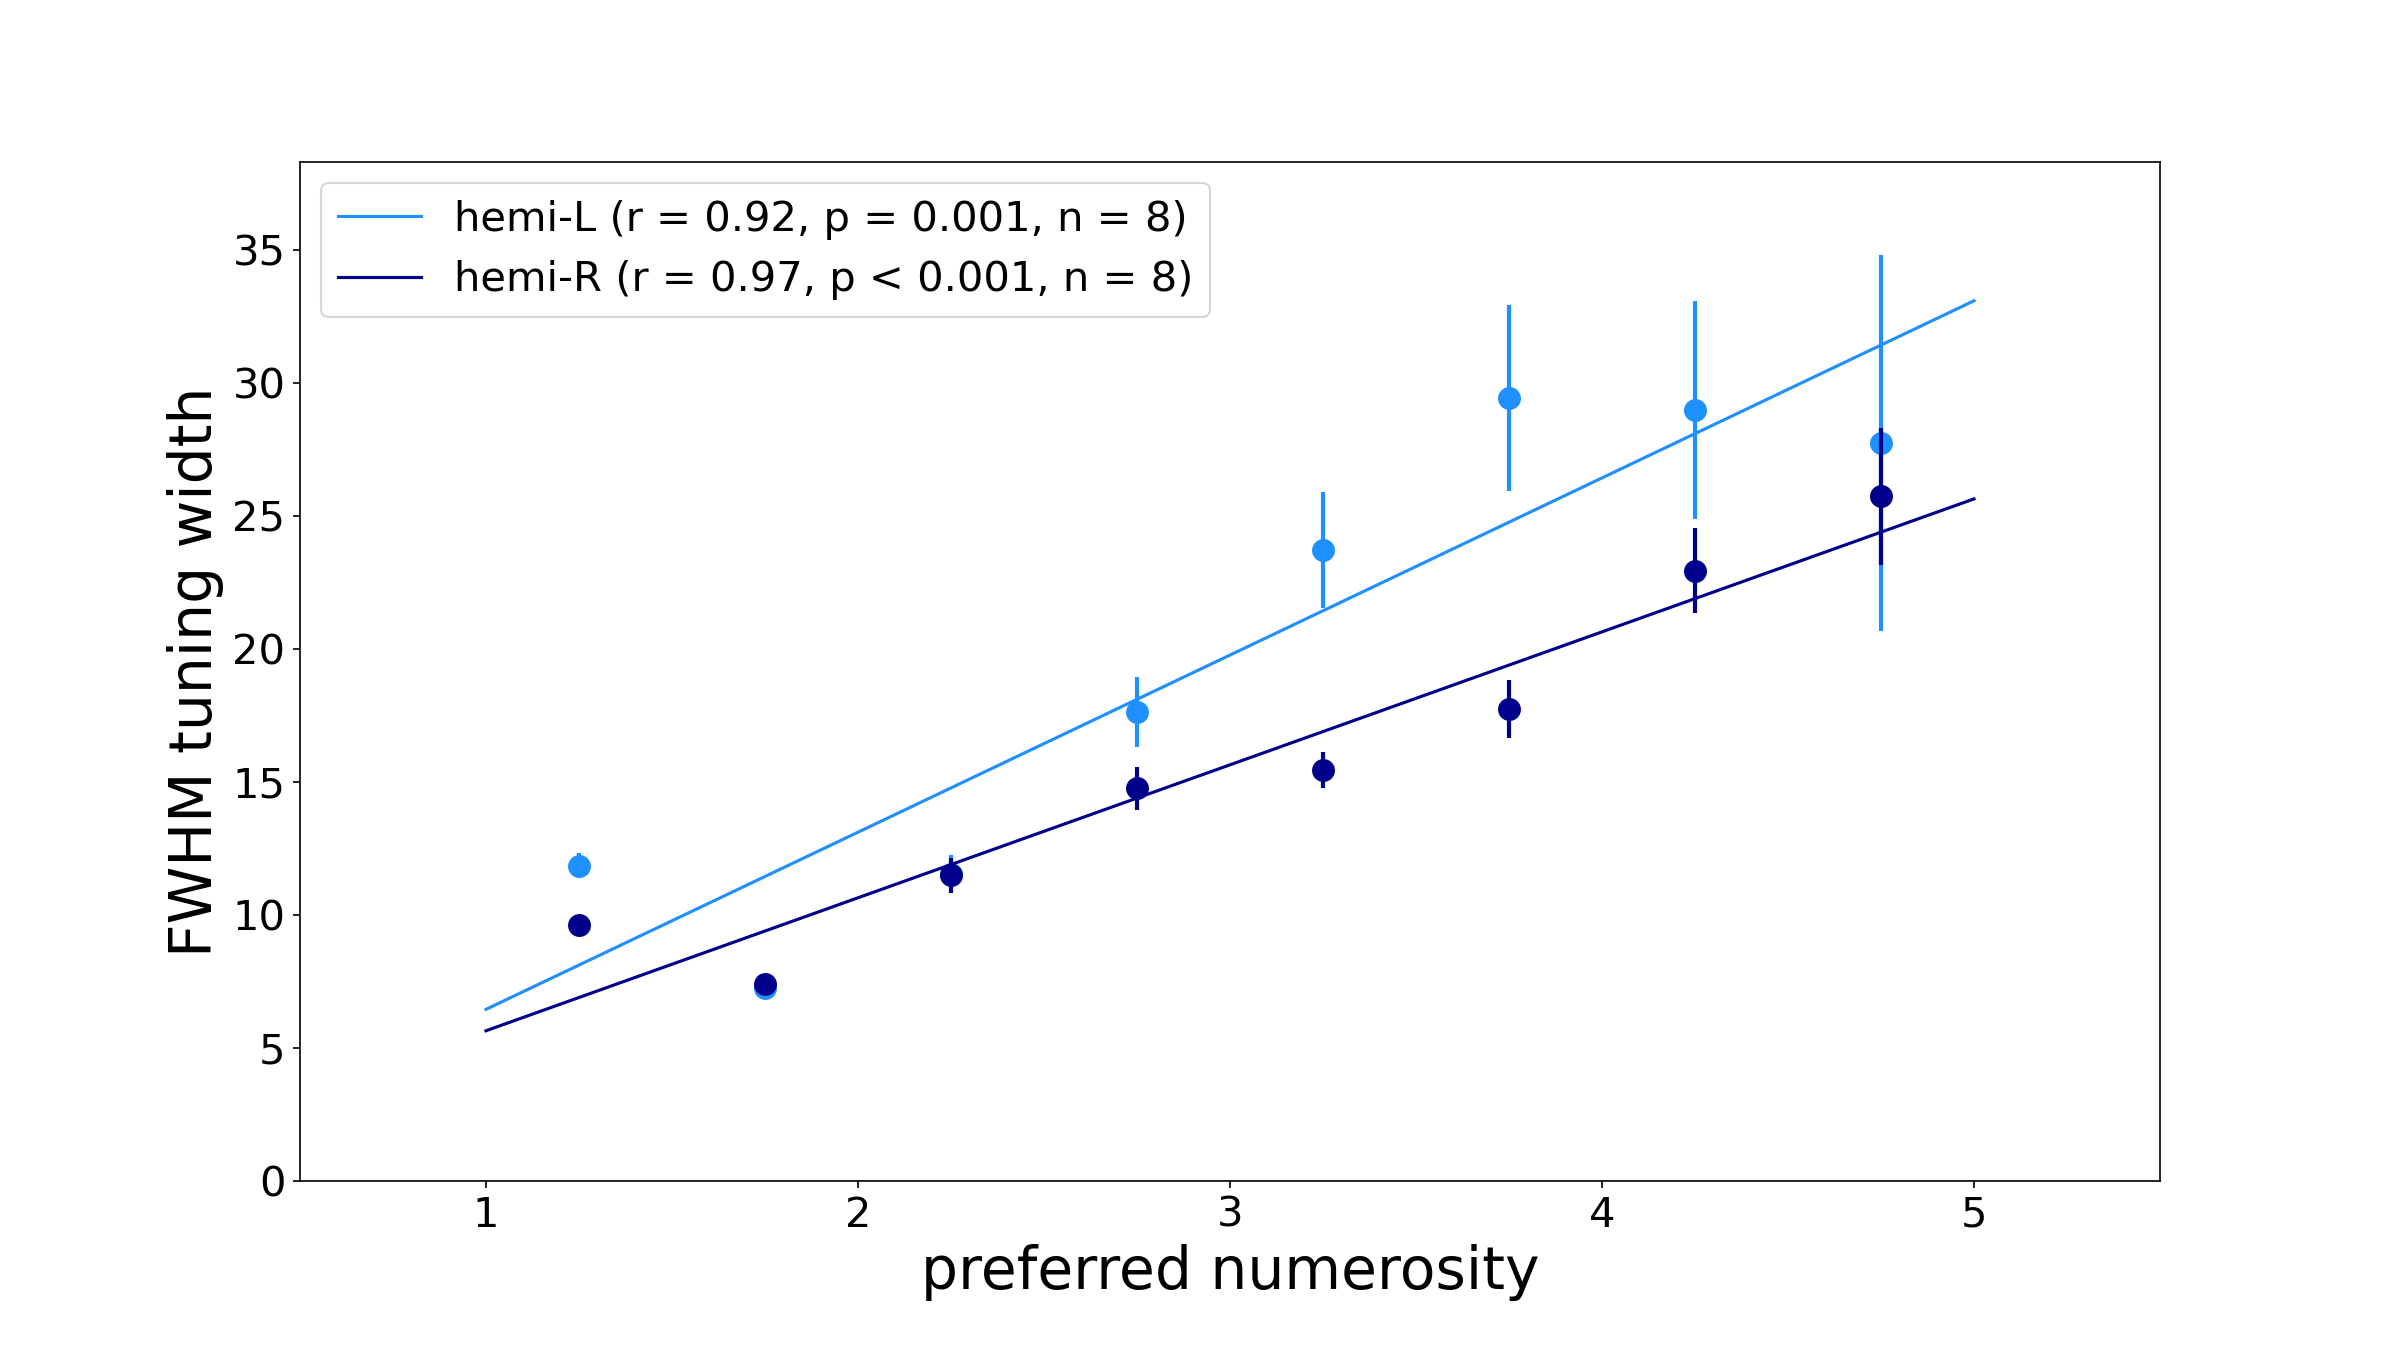 hemi-L (r = 0.92, p = 0.001, n = 8)
hemi-R (r = 0.97, p < 0.001, n = 8)
FWHM tuning width
35
30
25
20
15
10
5
0
1 2 3 4 5
preferred numerosity